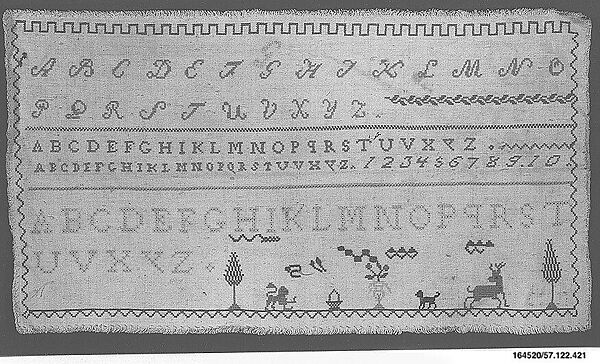 A B C D E F G H I K L M N O
P Q R S T U V X Y Z .
A B C D E F G H I K L M N O P Q R S T U V X Y Z .
A B C D E F G H I K L M N O P Q R S T U V X Y Z . 1 2 3 4 5 6 7 8 9 10
A B C D E F G H I K L M N O P Q R S T
U V X Y Z .
164520/57.122.421